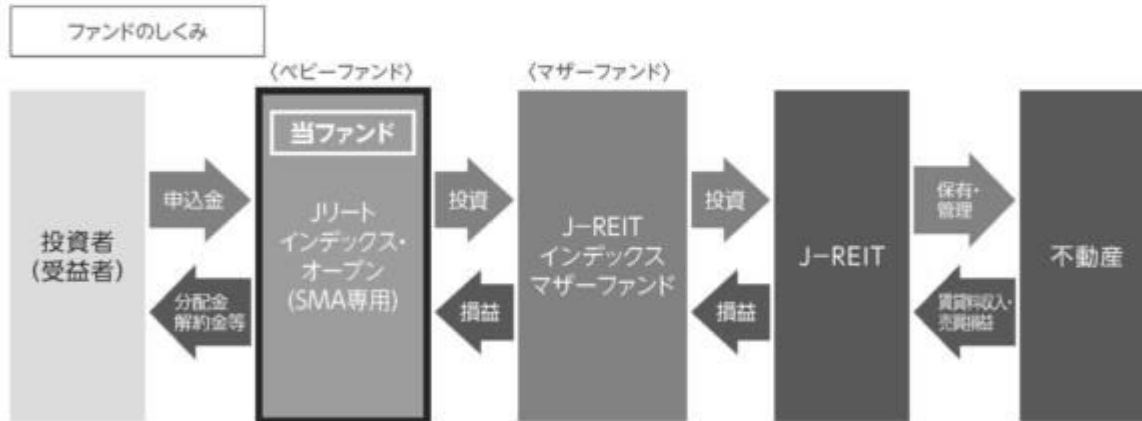 ファンドのしくみ
〈ベビーファンド〉
〈マザーファンド〉
投資者
(受益者)
申込金
分配金
解約金等
当ファンド
Jリート
インデックス・
オープン
(SMA専用)
投資
損益
J-REIT
インデックス
マザーファンド
投資
損益
J-REIT
保有・
管理
賃貸料収入・
売買損益
不動産